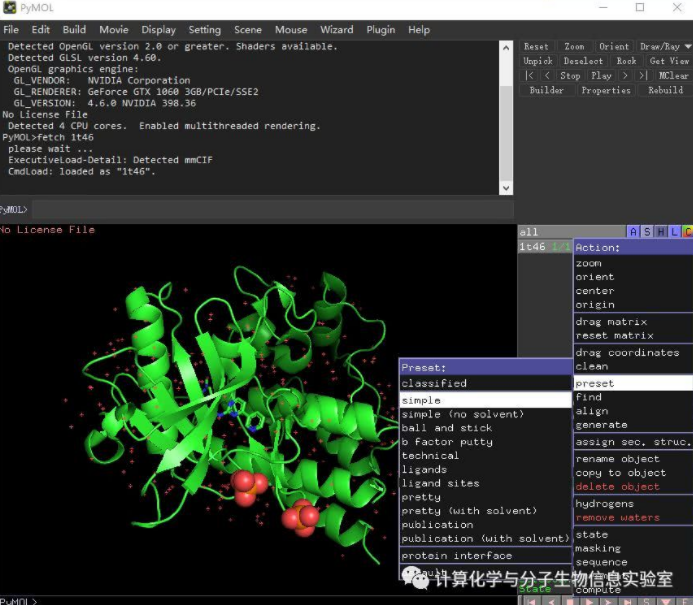 PyMOL
File Edit Build Movie Display Setting Scene Mouse Wizard Plugin Help
Detected OpenGL version 2.0 or greater. Shaders available.
Detected GLSL version 4.60.
OpenGL graphics engine:
GL_VENDOR: NVIDIA Corporation
GL_RENDERER: GeForce GTX 1060 3GB/PCIe/SSE2
GL_VERSION: 4.6.0 NVIDIA 398.36
No License File
Detected 4 CPU cores. Enabled multithreaded rendering.
PyMOL>fetch 1t46
please wait ...
ExecutiveLoad-Detail: Detected mmCIF
CmdLoad: loaded as "1t46".
Reset Zoom Orient Draw/Ray
Unpick Deselect Rock Get View
|< < Stop Play > >| MClear
Builder Properties Rebuild
PyMOL>
No License File
all A S H L C
1t46 1/1
Action:
zoom
orient
center
origin
drag matrix
reset matrix
drag coordinates
clean
preset
find
align
generate
assign sec. struc.
rename object
copy to object
delete object
hydrogens
remove waters
state
masking
sequence
compute
Preset:
classified
simple
simple (no solvent)
ball and stick
b factor putty
technical
ligands
ligand sites
pretty
pretty (with solvent)
publication
publication (with solvent)
protein interface
计算化学与分子生物信息实验室
State
PyMOL>